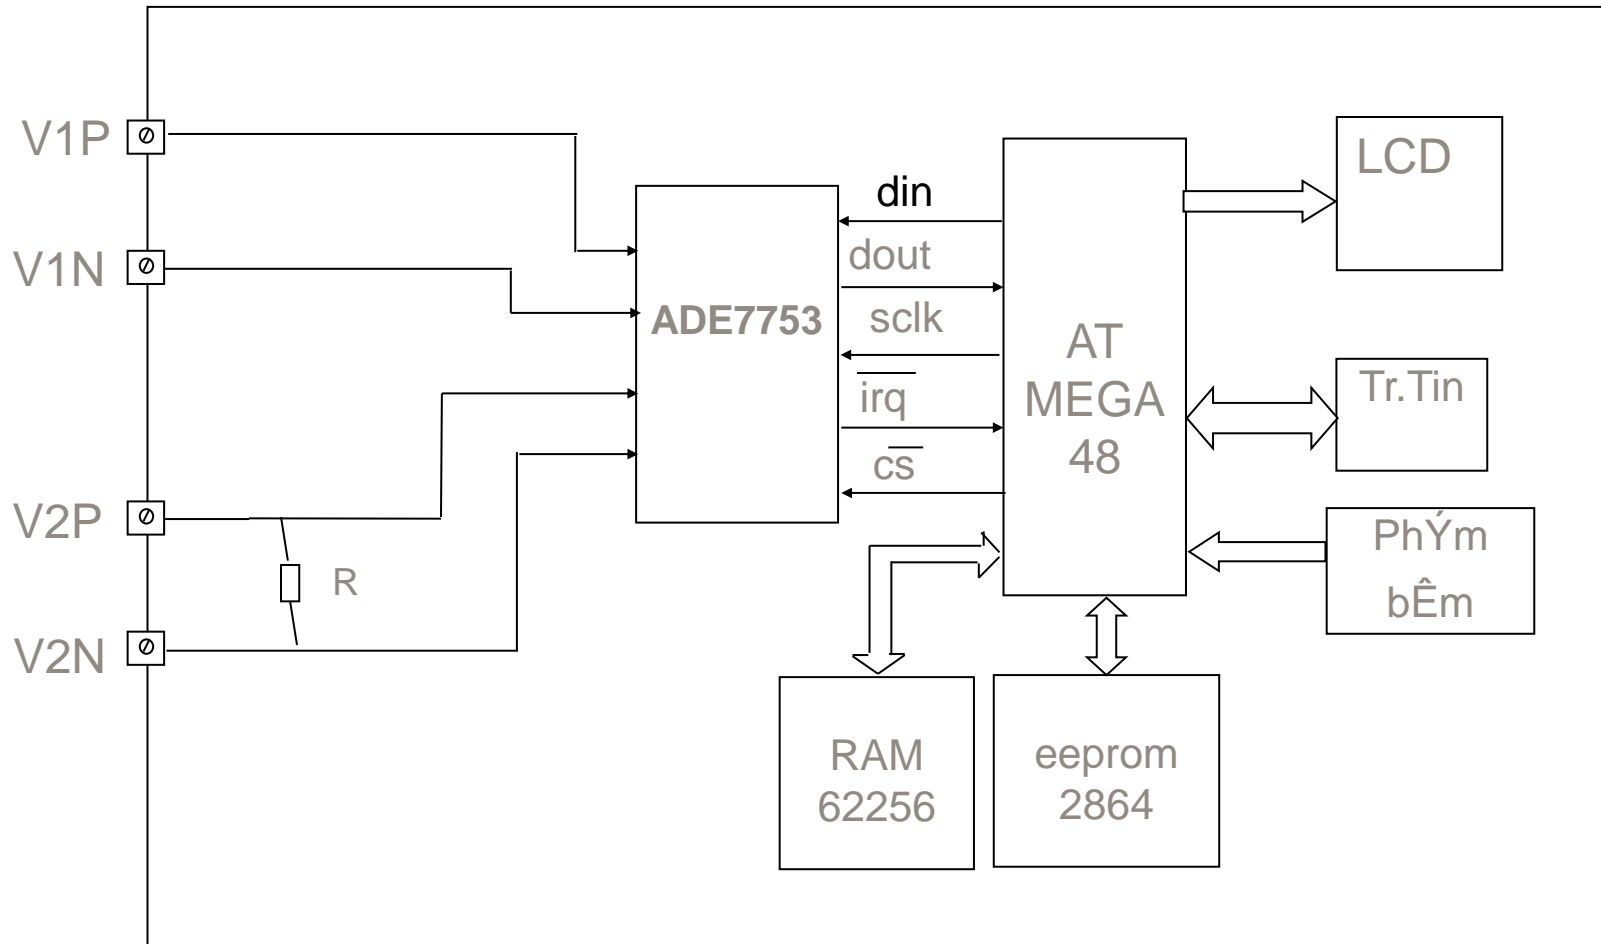 V1P
V1N
V2P
V2N
R
ADE7753
din
dout
sclk
irq
cs
AT
MEGA
48
LCD
Tr.Tin
PhÝm
bÊm
RAM
62256
eeprom
2864